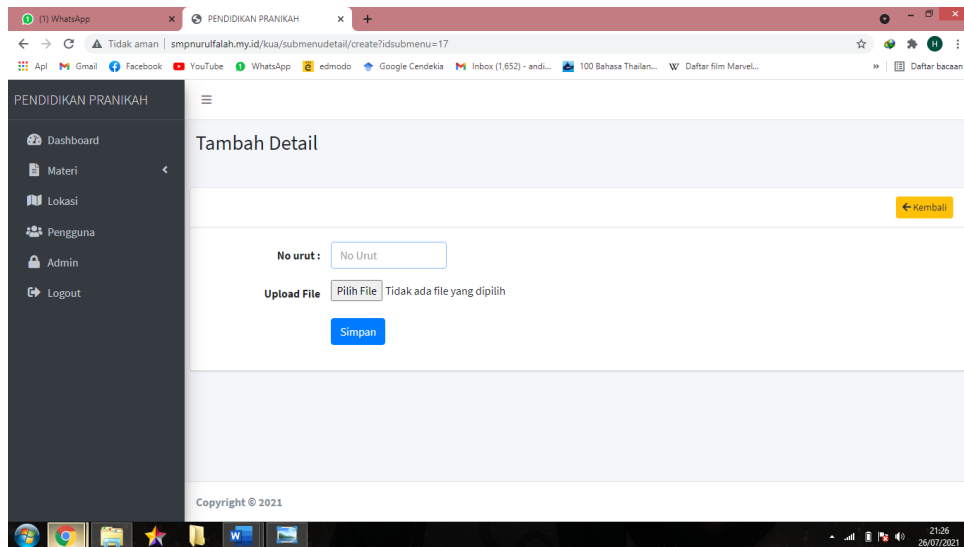 (1) WhatsApp
PENDIDIKAN PRANIKAH
Tidak aman | smpnurulfalah.my.id/kua/submenudetail/create?idsubmenu=17
H
Apl Gmail Facebook YouTube WhatsApp edmodo Google Cendekia Inbox (1,652) - andi... 100 Bahasa Thailan... W Daftar film Marvel... » Daftar bacaan
PENDIDIKAN PRANIKAH
Dashboard
Materi
Lokasi
Pengguna
Admin
Logout
Tambah Detail
Kembali
No urut : No Urut
Upload File Pilih File Tidak ada file yang dipilih
Simpan
Copyright © 2021
21:26
26/07/2021